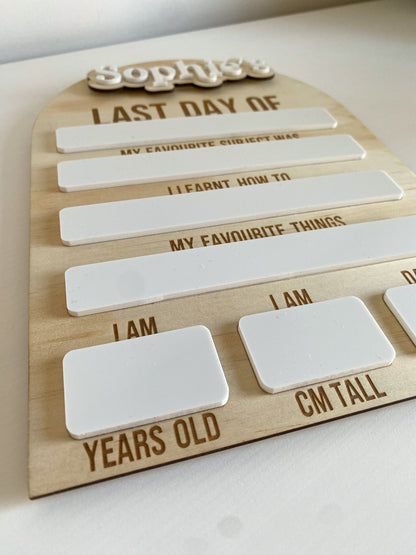 Sophie's
LAST DAY OF
MY FAVOURITE SUBJECT WAS
I LEARNT HOW TO
MY FAVOURITE THINGS
I AM
I AM
YEARS OLD
CM TALL